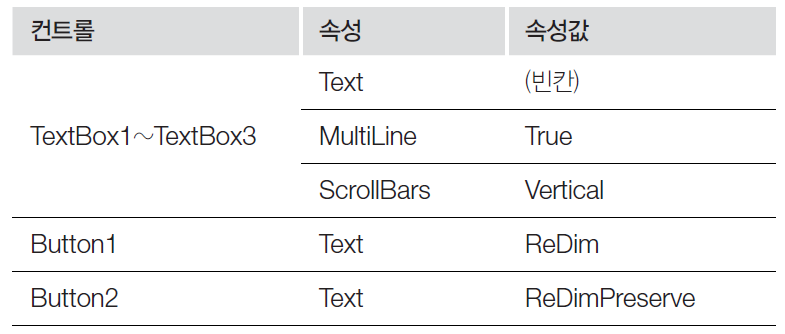 컨트롤 속성 속성값
Text (빈칸)
TextBox1~TextBox3 MultiLine True
ScrollBars Vertical
Button1 Text ReDim
Button2 Text ReDimPreserve